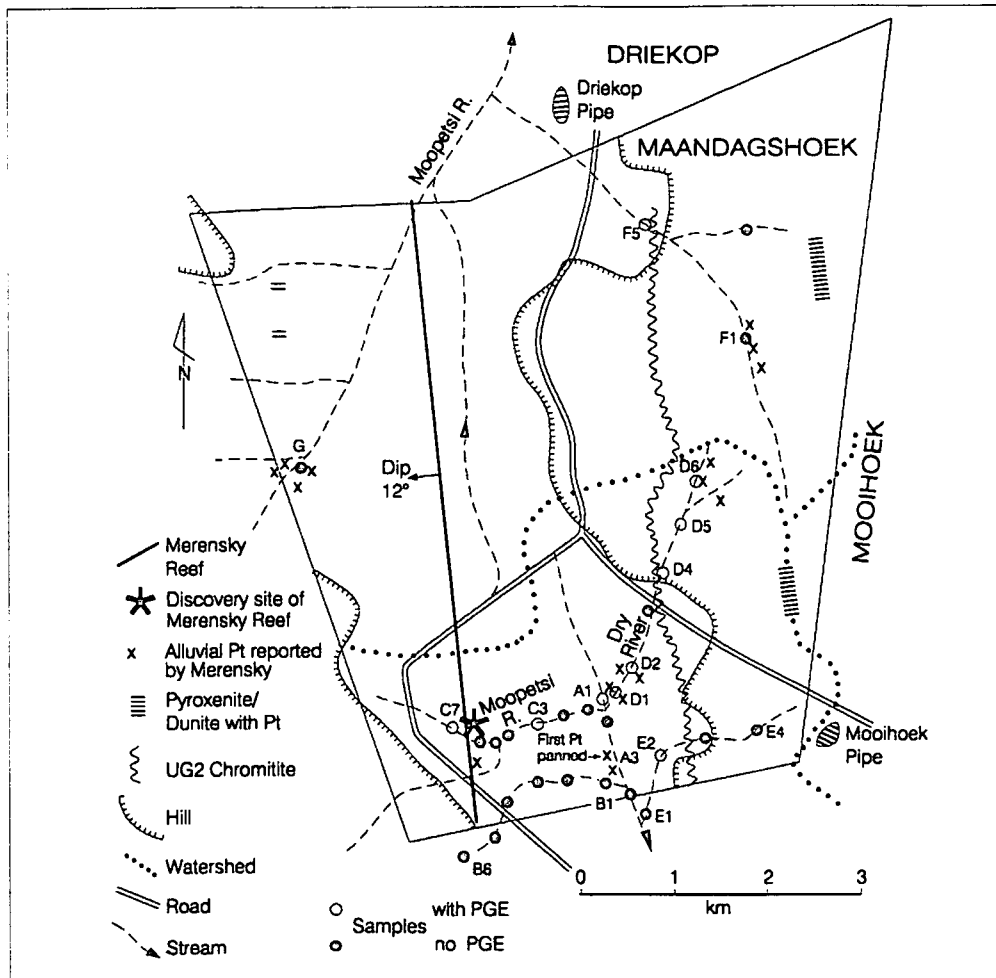 DRIEKOP
Driekop
Pipe
Moopetsi R.
MAANDAGSHOEK
F5
F1
N
G
Dip
12°
D6
D5
MOOIHOEK
D4
Dry
River
D2
D1
A1
Moopetsi
R.
C7
C3
First Pt
panned
A3
E2
E4
Mooihoek
Pipe
B1
E1
B6
Merensky
Reef
Discovery site of
Merensky Reef
x Alluvial Pt reported
by Merensky
Pyroxenite/
Dunite with Pt
UG2 Chromitite
Hill
Watershed
Road
Stream
Samples
with PGE
no PGE
0 1 2 3
km